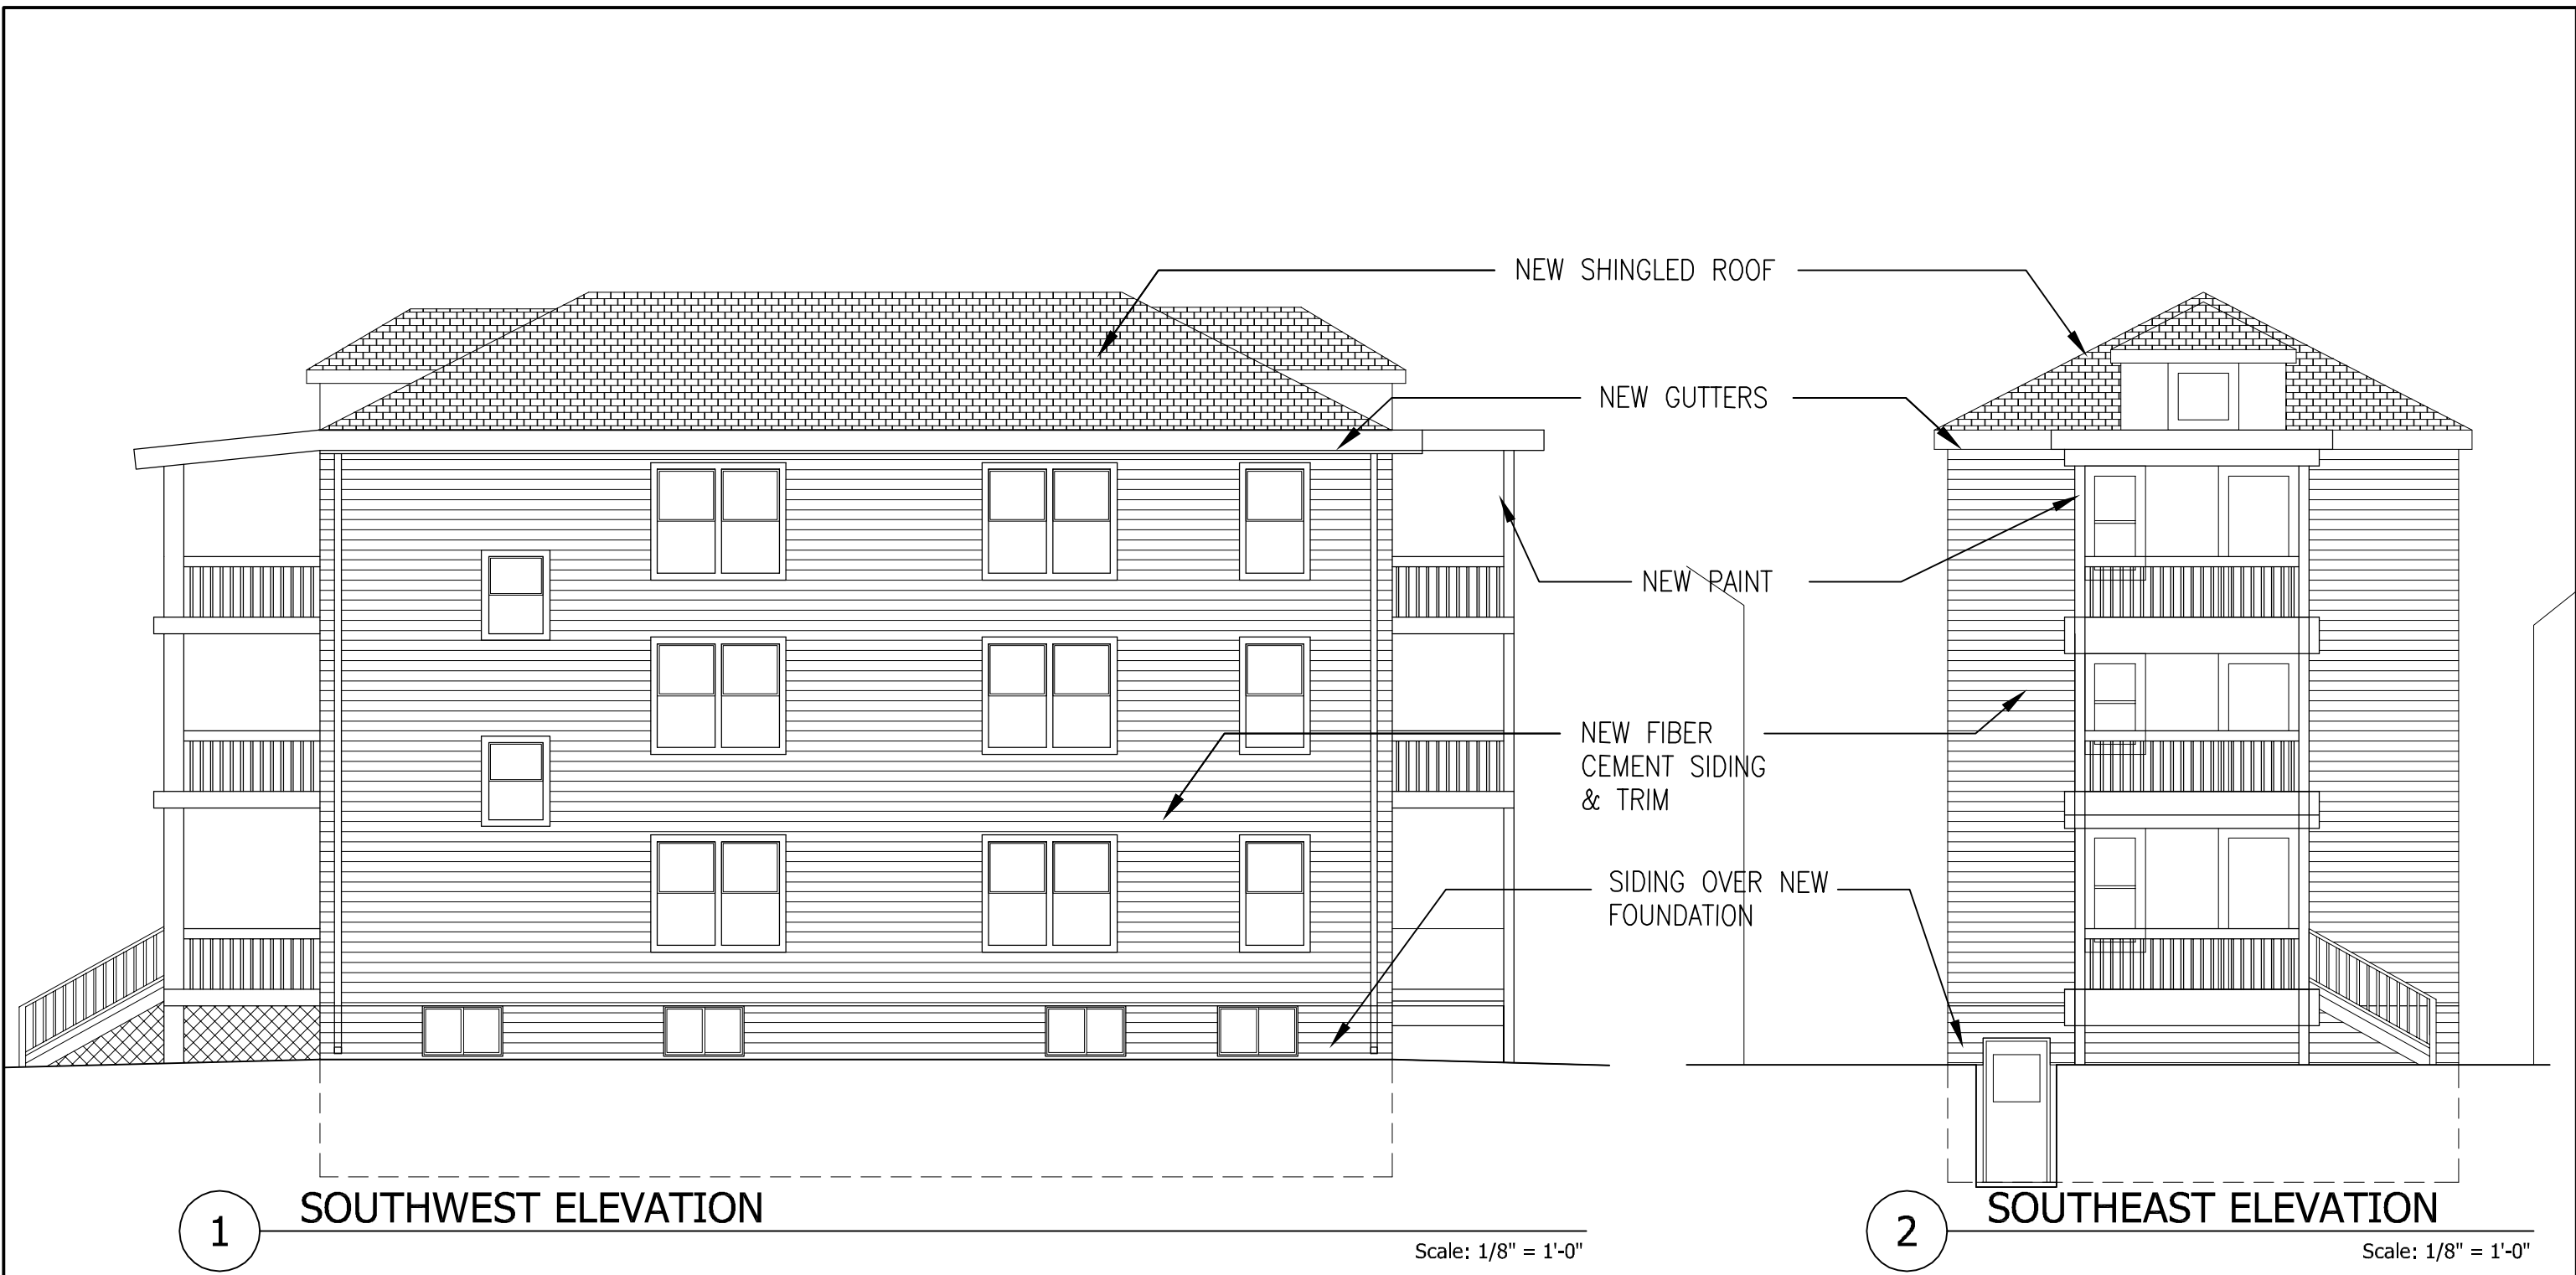 NEW SHINGLED ROOF
NEW GUTTERS
NEW PAINT
NEW FIBER
CEMENT SIDING
& TRIM
SIDING OVER NEW
FOUNDATION
1
SOUTHWEST ELEVATION
Scale: 1/8" = 1'-0"
2
SOUTHEAST ELEVATION
Scale: 1/8" = 1'-0"